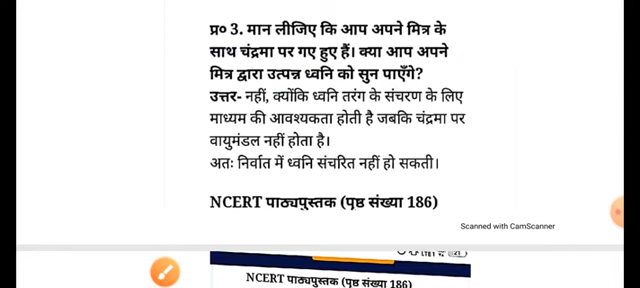 प्र० 3. मान लीजिए कि आप अपने मित्र के
साथ चंद्रमा पर गए हुए हैं। क्या आप अपने
मित्र द्वारा उत्पन्न ध्वनि को सुन पाएँगे?
उत्तर- नहीं, क्योंकि ध्वनि तरंग के संचरण के लिए
माध्यम की आवश्यकता होती है जबकि चंद्रमा पर
वायुमंडल नहीं होता है।
अतः निर्वात में ध्वनि संचरित नहीं हो सकती।
NCERT पाठ्यपुस्तक (पृष्ठ संख्या 186)
Scanned with CamScanner
NCERT पाठ्यपुस्तक (पृष्ठ संख्या 186)